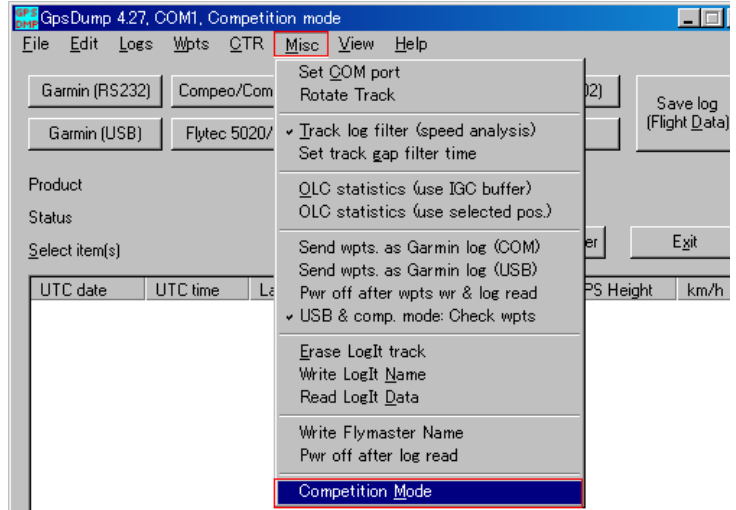 GPS DMP GpsDump 4.27, COM1, Competition mode
File Edit Logs Wpts CTR Misc View Help
Garmin (RS232) Compeo/Com
Garmin (USB) Flytec 5020/
Save log
(Flight Data)
Product
Status
Select item(s)
Exit
UTC date UTC time PS Height km/h
Set COM port
Rotate Track
Track log filter (speed analysis)
Set track gap filter time
OLC statistics (use IGC buffer)
OLC statistics (use selected pos.)
Send wpts. as Garmin log (COM)
Send wpts. as Garmin log (USB)
Pwr off after wpts wr & log read
USB & comp. mode: Check wpts
Erase LogIt track
Write LogIt Name
Read LogIt Data
Write Flymaster Name
Pwr off after log read
Competition Mode